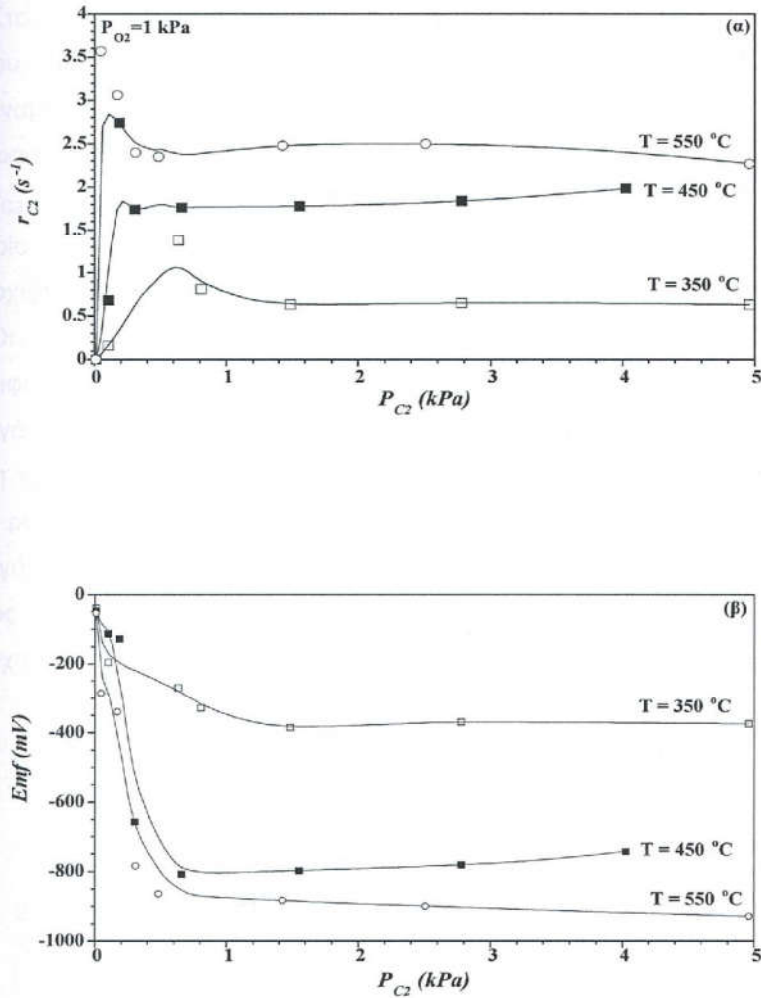 P O2=1 kPa
(α)
4
3.5
3
2.5
2
1.5
1
0.5
0
r C2 (s -1)
T = 550 °C
T = 450 °C
T = 350 °C
0 1 2 3 4 5
P C2 (kPa)
(β)
0
-200
-400
-600
-800
-1000
Emf (mV)
T = 350 °C
T = 450 °C
T = 550 °C
0 1 2 3 4 5
P C2 (kPa)